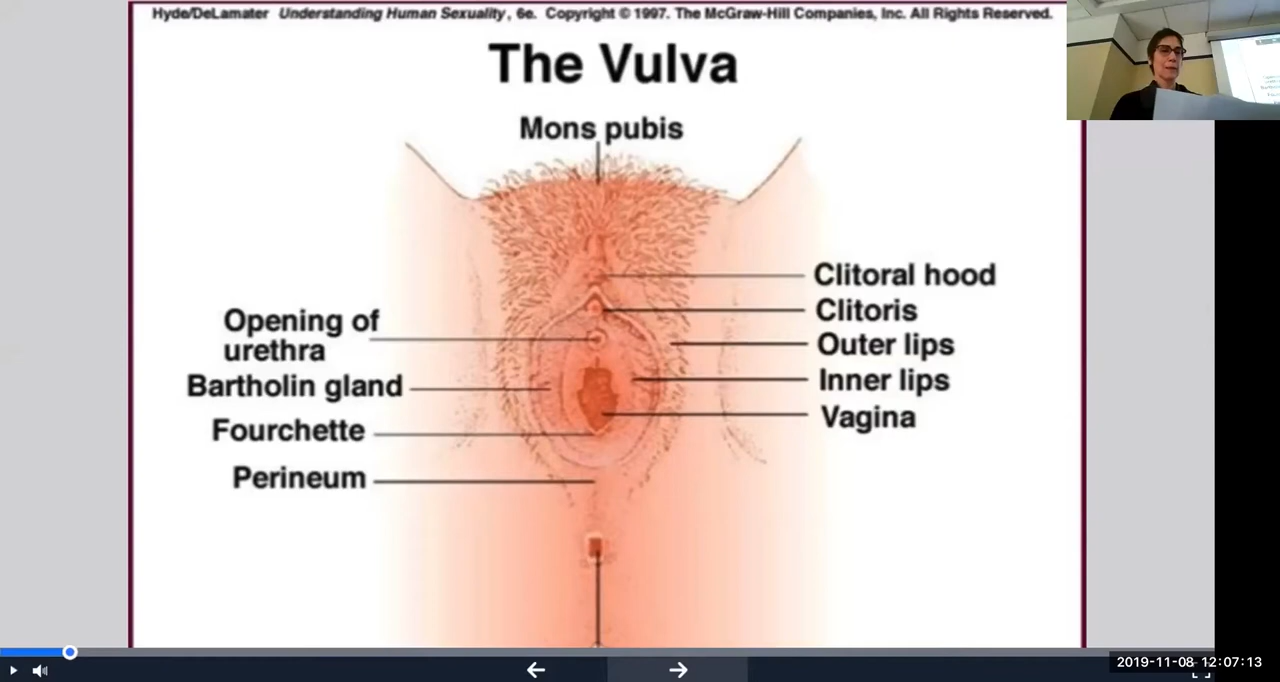 Hyde/DeLamater Understanding Human Sexuality, 6e. Copyright © 1997. The McGraw-Hill Companies, Inc. All Rights Reserved.
The Vulva
Mons pubis
Clitoral hood
Clitoris
Outer lips
Inner lips
Vagina
Opening of
urethra
Bartholin gland
Fourchette
Perineum
2019-11-08 12:07:13